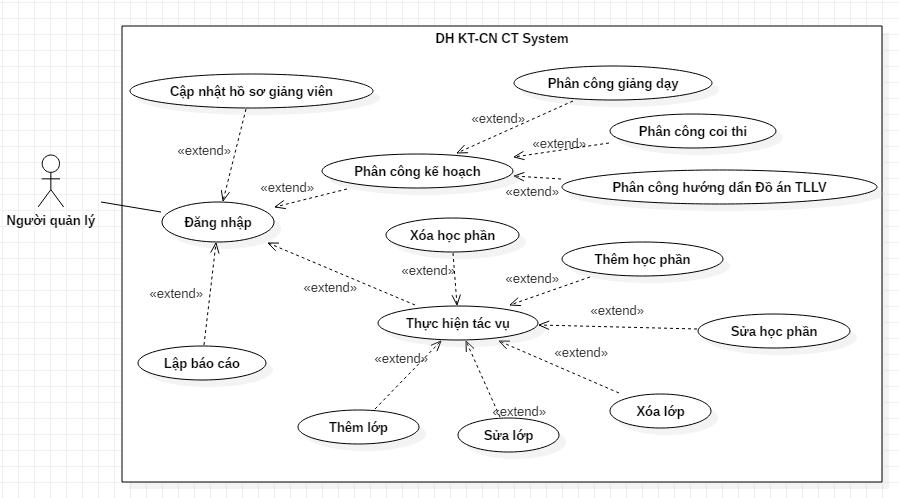 DH KT-CN CT System
Phân công giảng dạy
Cập nhật hồ sơ giảng viên
«extend»
Phân công coi thi
«extend»
«extend»
Phân công kế hoạch
«extend»
«extend»
Phân công hướng dẩn Đồ án TLLV
Người quản lý
Đăng nhập
Xóa học phần
Thêm học phần
«extend»
«extend»
«extend»
«extend»
«extend»
Thực hiện tác vụ
Sửa học phần
«extend»
«extend»
Lập báo cáo
«extend»
Xóa lớp
«extend»
Thêm lớp
Sửa lớp